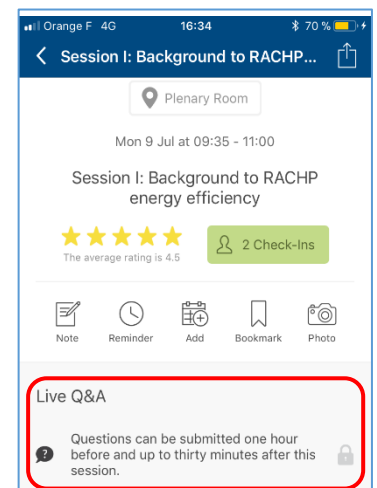 Orange F 4G 16:34 70 %
Session I: Background to RACHP...
Plenary Room
Mon 9 Jul at 09:35 - 11:00
Session I: Background to RACHP
energy efficiency
The average rating is 4.5
2 Check-Ins
Note Reminder Add Bookmark Photo
Live Q&A
Questions can be submitted one hour
before and up to thirty minutes after this
session.